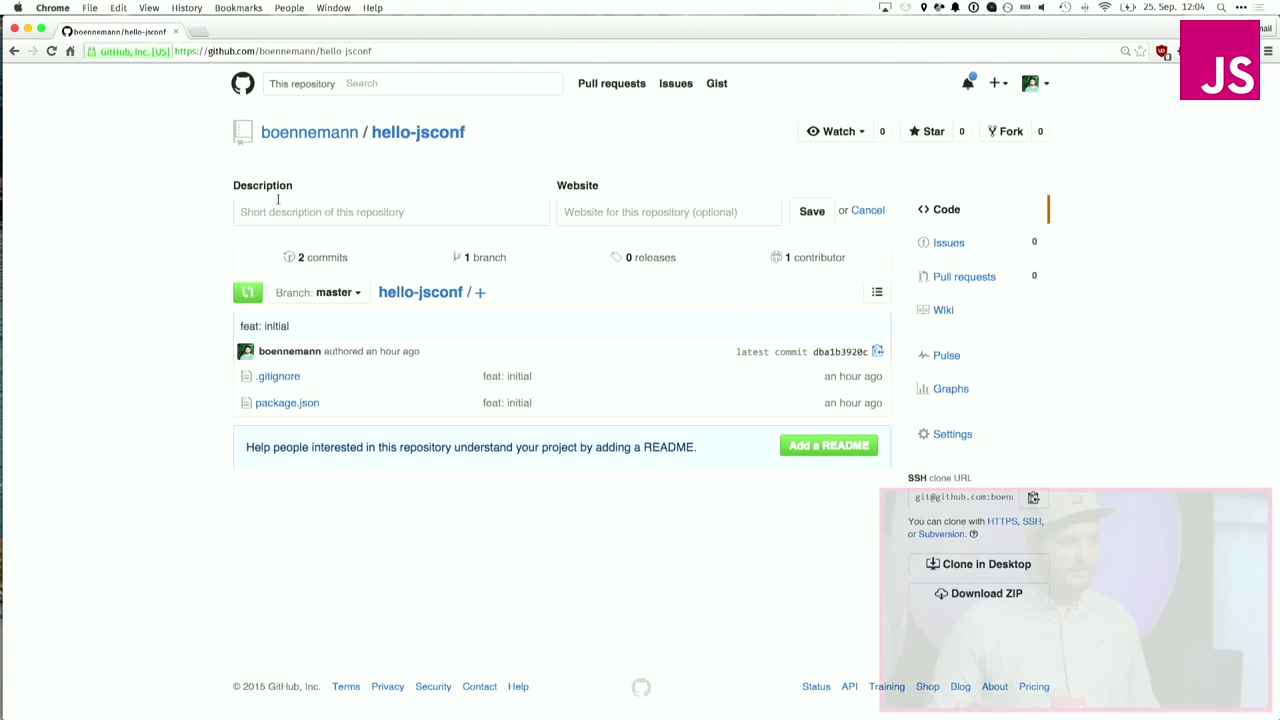 Chrome File Edit View History Bookmarks People Window Help 25. Sep. 12:04
boennemann/hello-jsconf
GitHub, Inc. [US] https://github.com/boennemann/hello-jsconf
JS
This repository Search Pull requests Issues Gist
boennemann / hello-jsconf Watch 0 Star 0 Fork 0
Description Website
Short description of this repository Website for this repository (optional) Save or Cancel
Code
Issues 0
Pull requests 0
Wiki
Pulse
Graphs
Settings
2 commits 1 branch 0 releases 1 contributor
Branch: master hello-jsconf / +
feat: initial
boennemann authored an hour ago latest commit dba1b3920c
.gitignore feat: initial an hour ago
package.json feat: initial an hour ago
Help people interested in this repository understand your project by adding a README. Add a README
SSH clone URL
git@github.com:boen
You can clone with HTTPS, SSH,
or Subversion.
Clone in Desktop
Download ZIP
© 2015 GitHub, Inc. Terms Privacy Security Contact Help Status API Training Shop Blog About Pricing